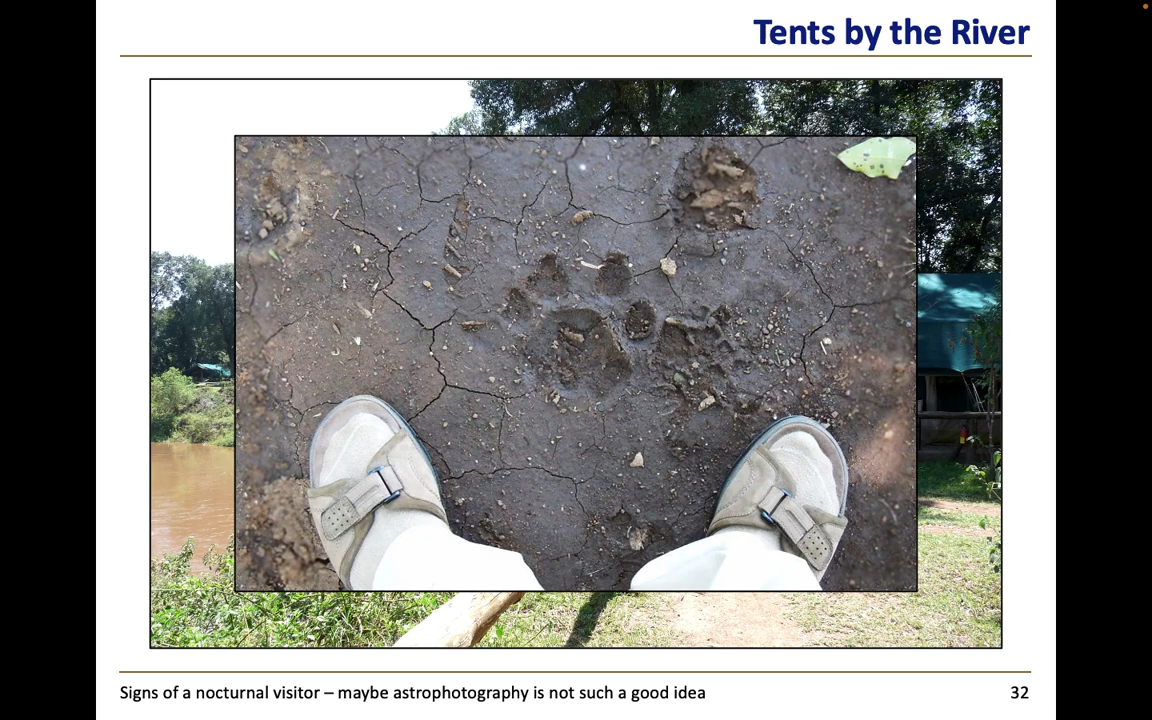 Tents by the River
Signs of a nocturnal visitor – maybe astrophotography is not such a good idea
32